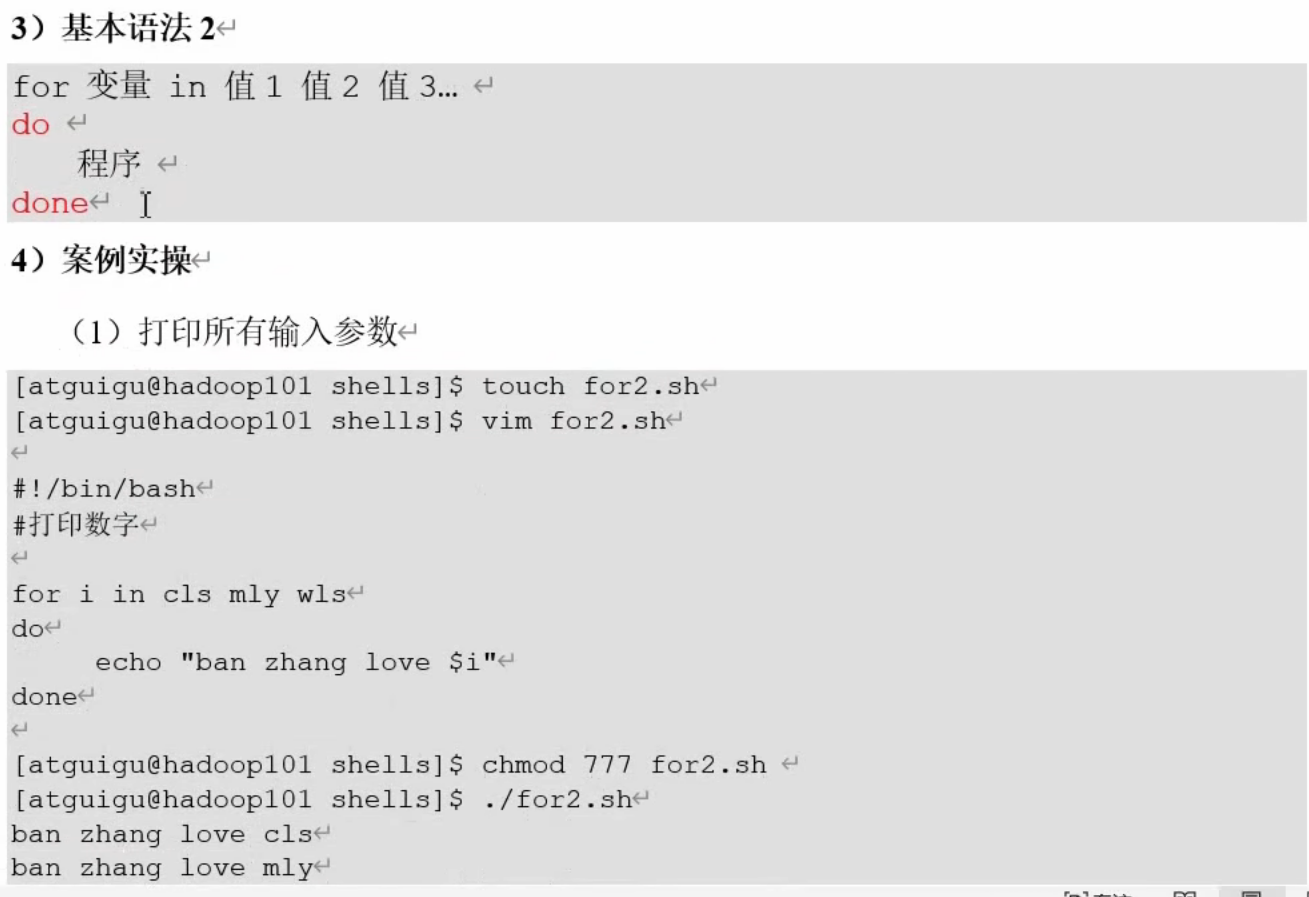 3）基本语法 2↵
for 变量 in 值 1 值 2 值 3… ↵
do ↵
程序 ↵
done↵
4）案例实操↵
（1）打印所有输入参数↵
[atguigu@hadoop101 shells]$ touch for2.sh↵
[atguigu@hadoop101 shells]$ vim for2.sh↵
↵
#!/bin/bash↵
#打印数字↵
↵
for i in cls mly wls↵
do↵
echo "ban zhang love $i"↵
done↵
↵
[atguigu@hadoop101 shells]$ chmod 777 for2.sh ↵
[atguigu@hadoop101 shells]$ ./for2.sh↵
ban zhang love cls↵
ban zhang love mly↵